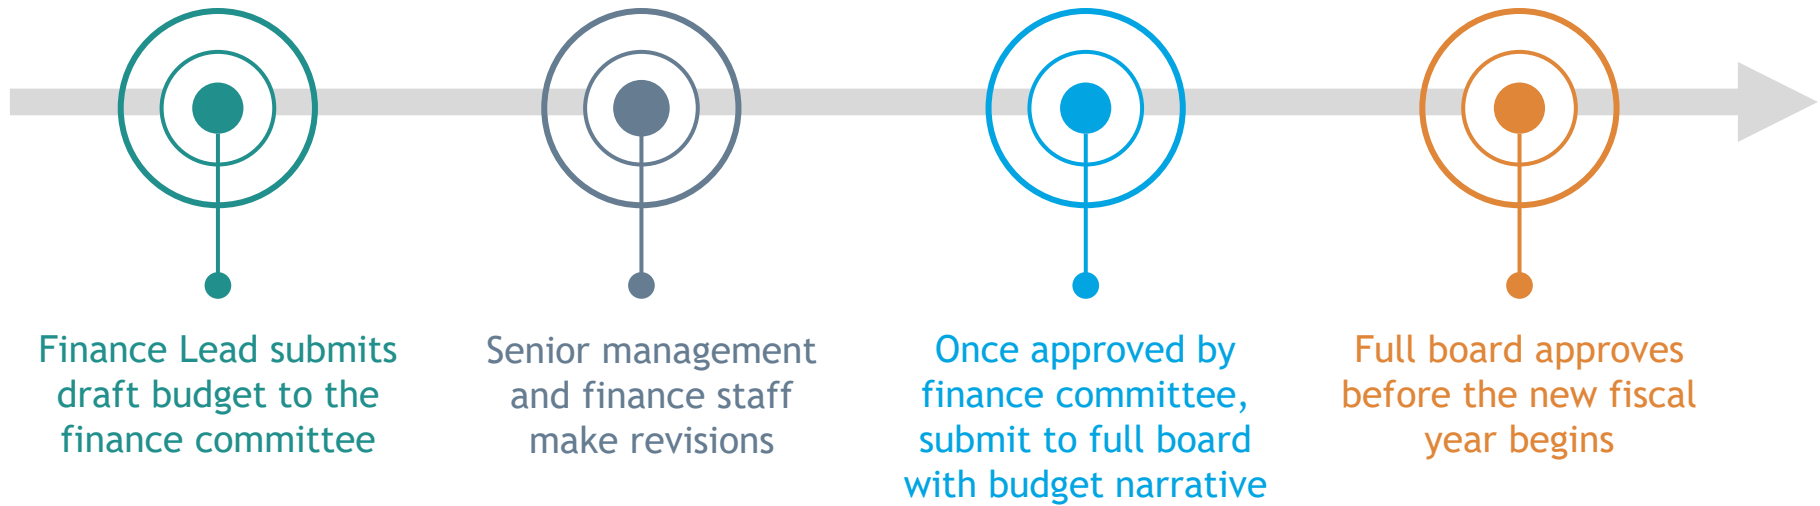 Finance Lead submits
draft budget to the
finance committee
Senior management
and finance staff
make revisions
Once approved by
finance committee,
submit to full board
with budget narrative
Full board approves
before the new fiscal
year begins